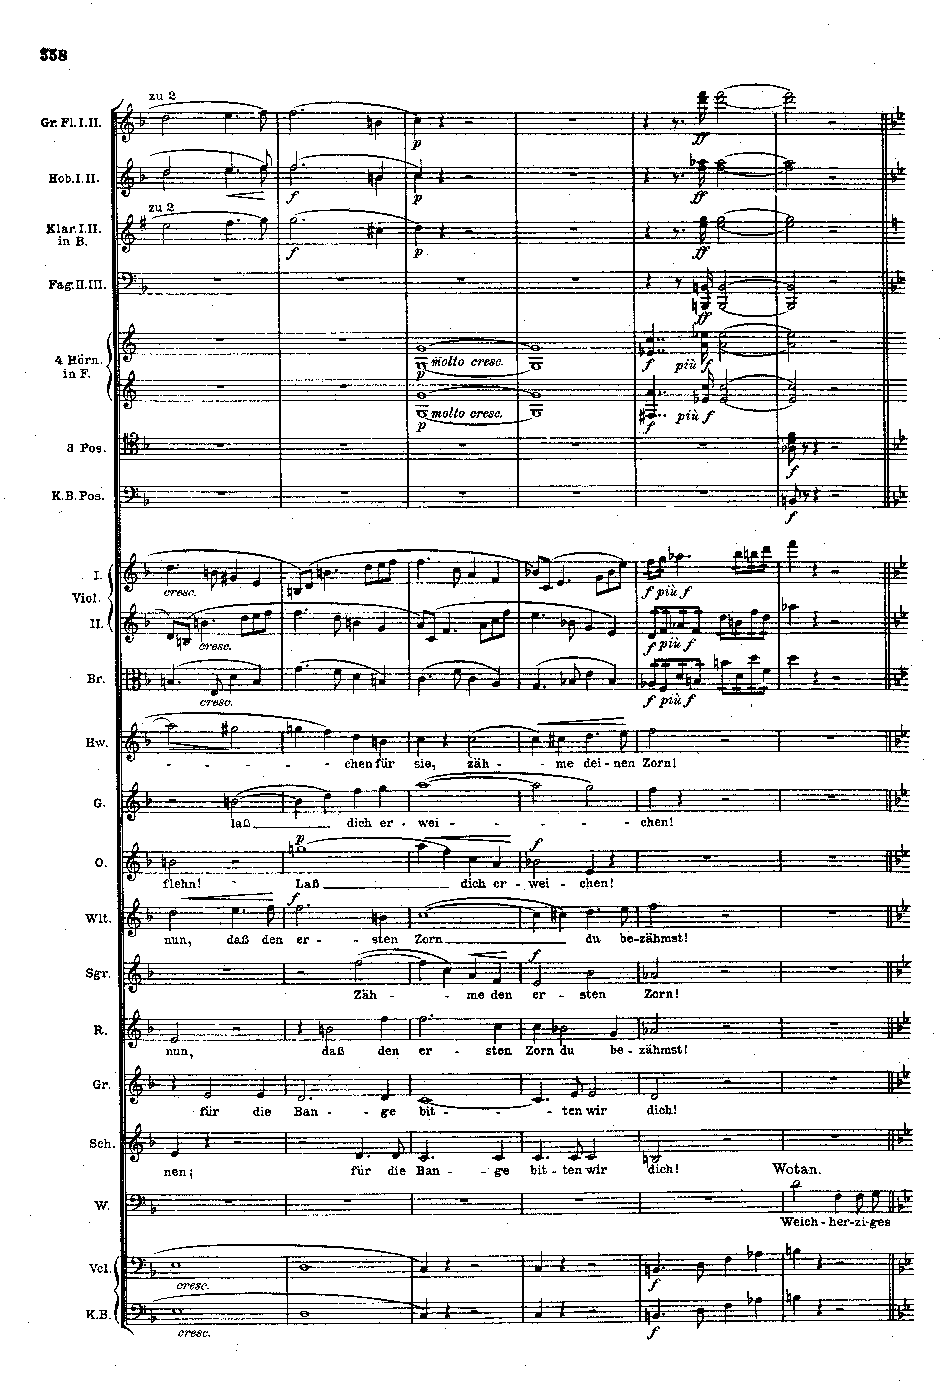 338
zu 2
Gr. Fl. I. II.
p
ff
Hob. I. II.
f
p
ff
zu 2
Klar. I. II.
in B.
f
p
ff
Fag. II. III.
ff
4 Hörn.
in F.
p
molto cresc.
f
più f
p
molto cresc.
f
più f
3 Pos.
f
K.B. Pos.
f
I.
Viol.
cresc.
f più f
II.
cresc.
f più f
Br.
cresc.
f più f
Hw.
- - - - chen für sie, zäh - - me dei - nen Zorn!
G.
laß dich er - wei - - - - - chen!
p
f
O.
flehn! Laß dich er - wei - chen!
f
Wlt.
nun, daß den er - - sten Zorn du be-zähmst!
f
Sgr.
Zäh - - me den er - sten Zorn!
R.
nun, daß den er - sten Zorn du be - zähmst!
Gr.
für die Ban - - ge bit - - - ten wir dich!
Sch.
nen; für die Ban - - ge bit - ten wir dich! Wotan.
W.
Weich - her-zi-ges
Vcl.
cresc.
f
K.B.
cresc.
f